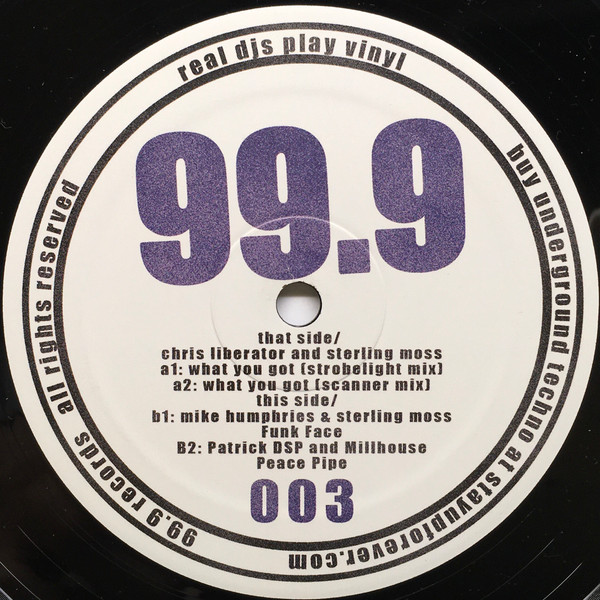 real djs play vinyl
buy underground techno at stayupforever.com
99.9 records all rights reserved
99.9
that side/
chris liberator and sterling moss
a1: what you got (strobelight mix)
a2: what you got (scanner mix)
this side/
b1: mike humphries & sterling moss
Funk Face
B2: Patrick DSP and Millhouse
Peace Pipe
003